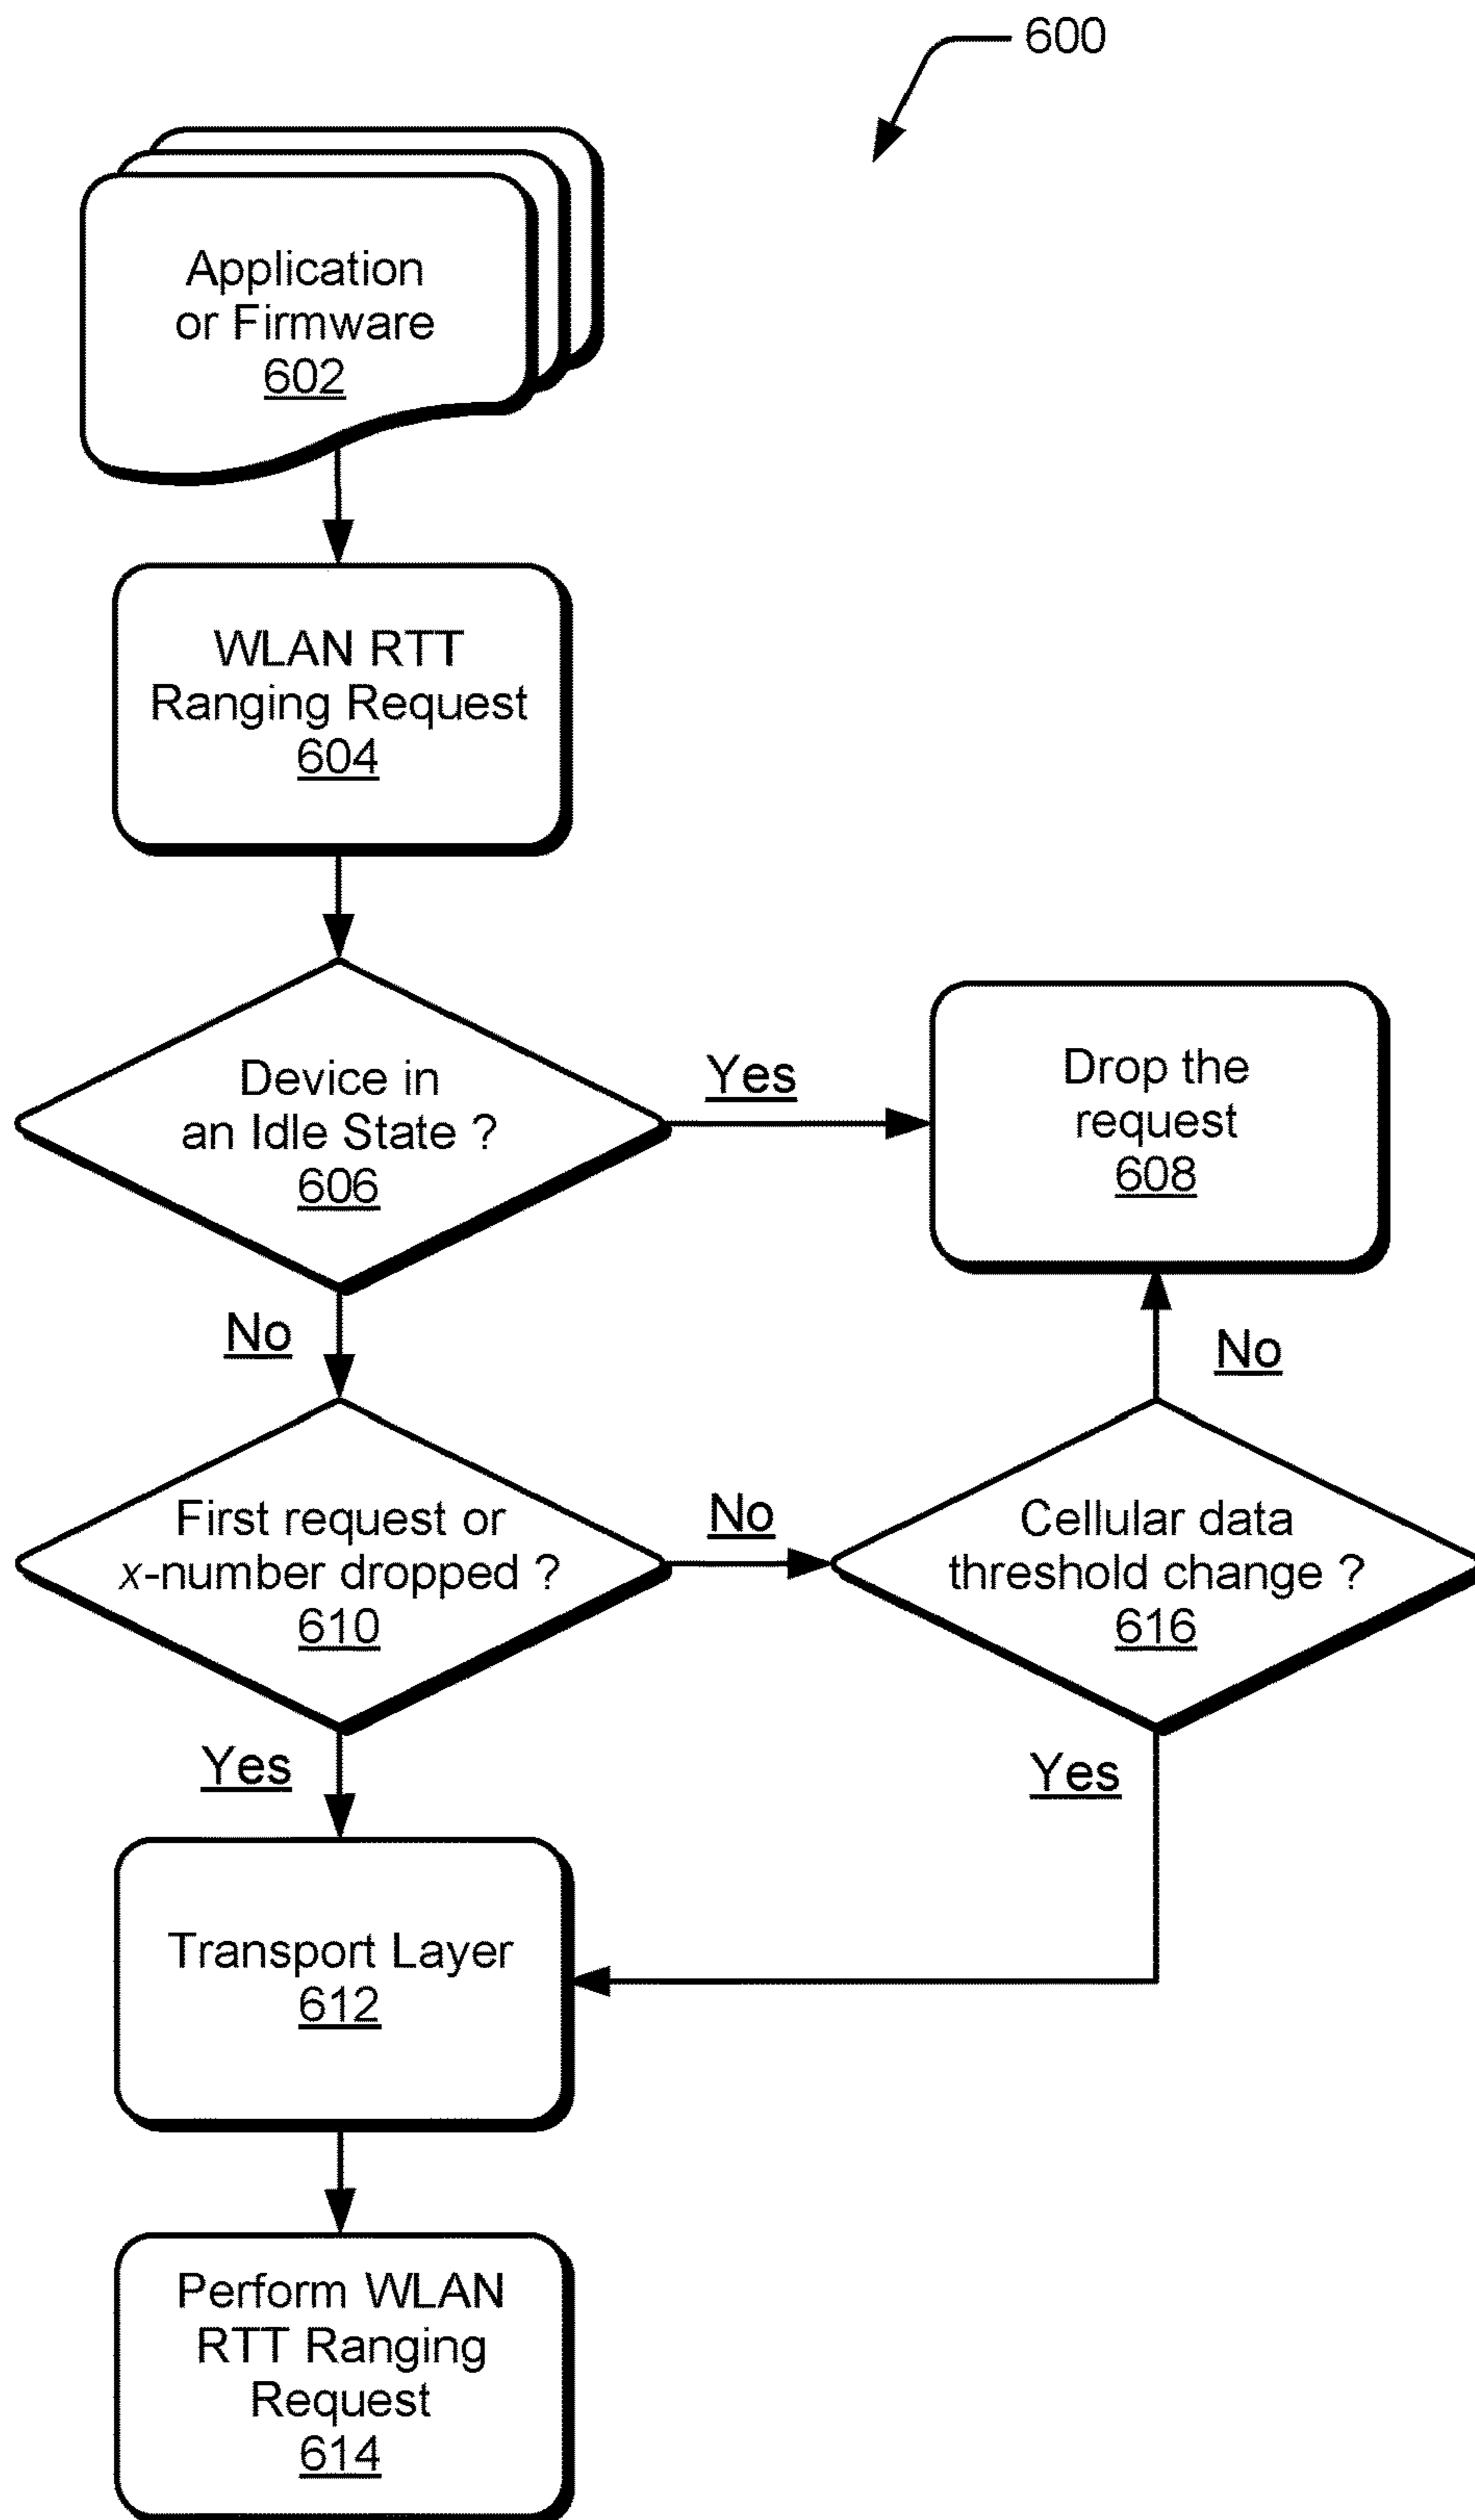 600
Application
or Firmware
602
WLAN RTT
Ranging Request
604
Device in
an Idle State ?
606
Yes
Drop the
request
608
No
No
First request or
x-number dropped ?
610
No
Cellular data
threshold change ?
616
Yes
Yes
Transport Layer
612
Perform WLAN
RTT Ranging
Request
614